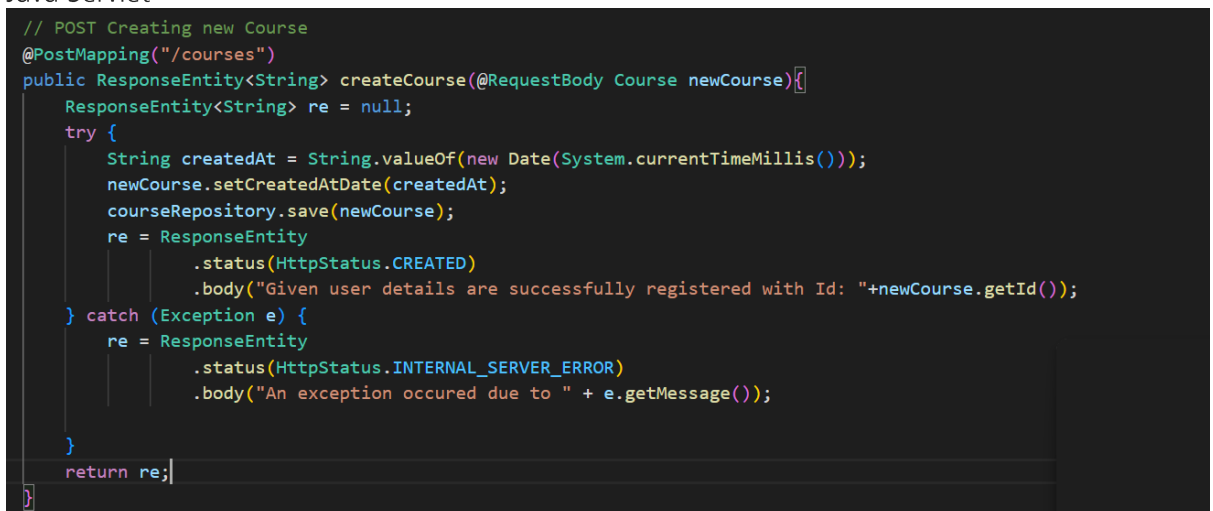 Java Servlet
// POST Creating new Course
@PostMapping("/courses")
public ResponseEntity<String> createCourse(@RequestBody Course newCourse){
    ResponseEntity<String> re = null;
    try {
        String createdAt = String.valueOf(new Date(System.currentTimeMillis()));
        newCourse.setCreatedAtDate(createdAt);
        courseRepository.save(newCourse);
        re = ResponseEntity
                .status(HttpStatus.CREATED)
                .body("Given user details are successfully registered with Id: "+newCourse.getId());
    } catch (Exception e) {
        re = ResponseEntity
                .status(HttpStatus.INTERNAL_SERVER_ERROR)
                .body("An exception occured due to " + e.getMessage());
    }
    return re;
}